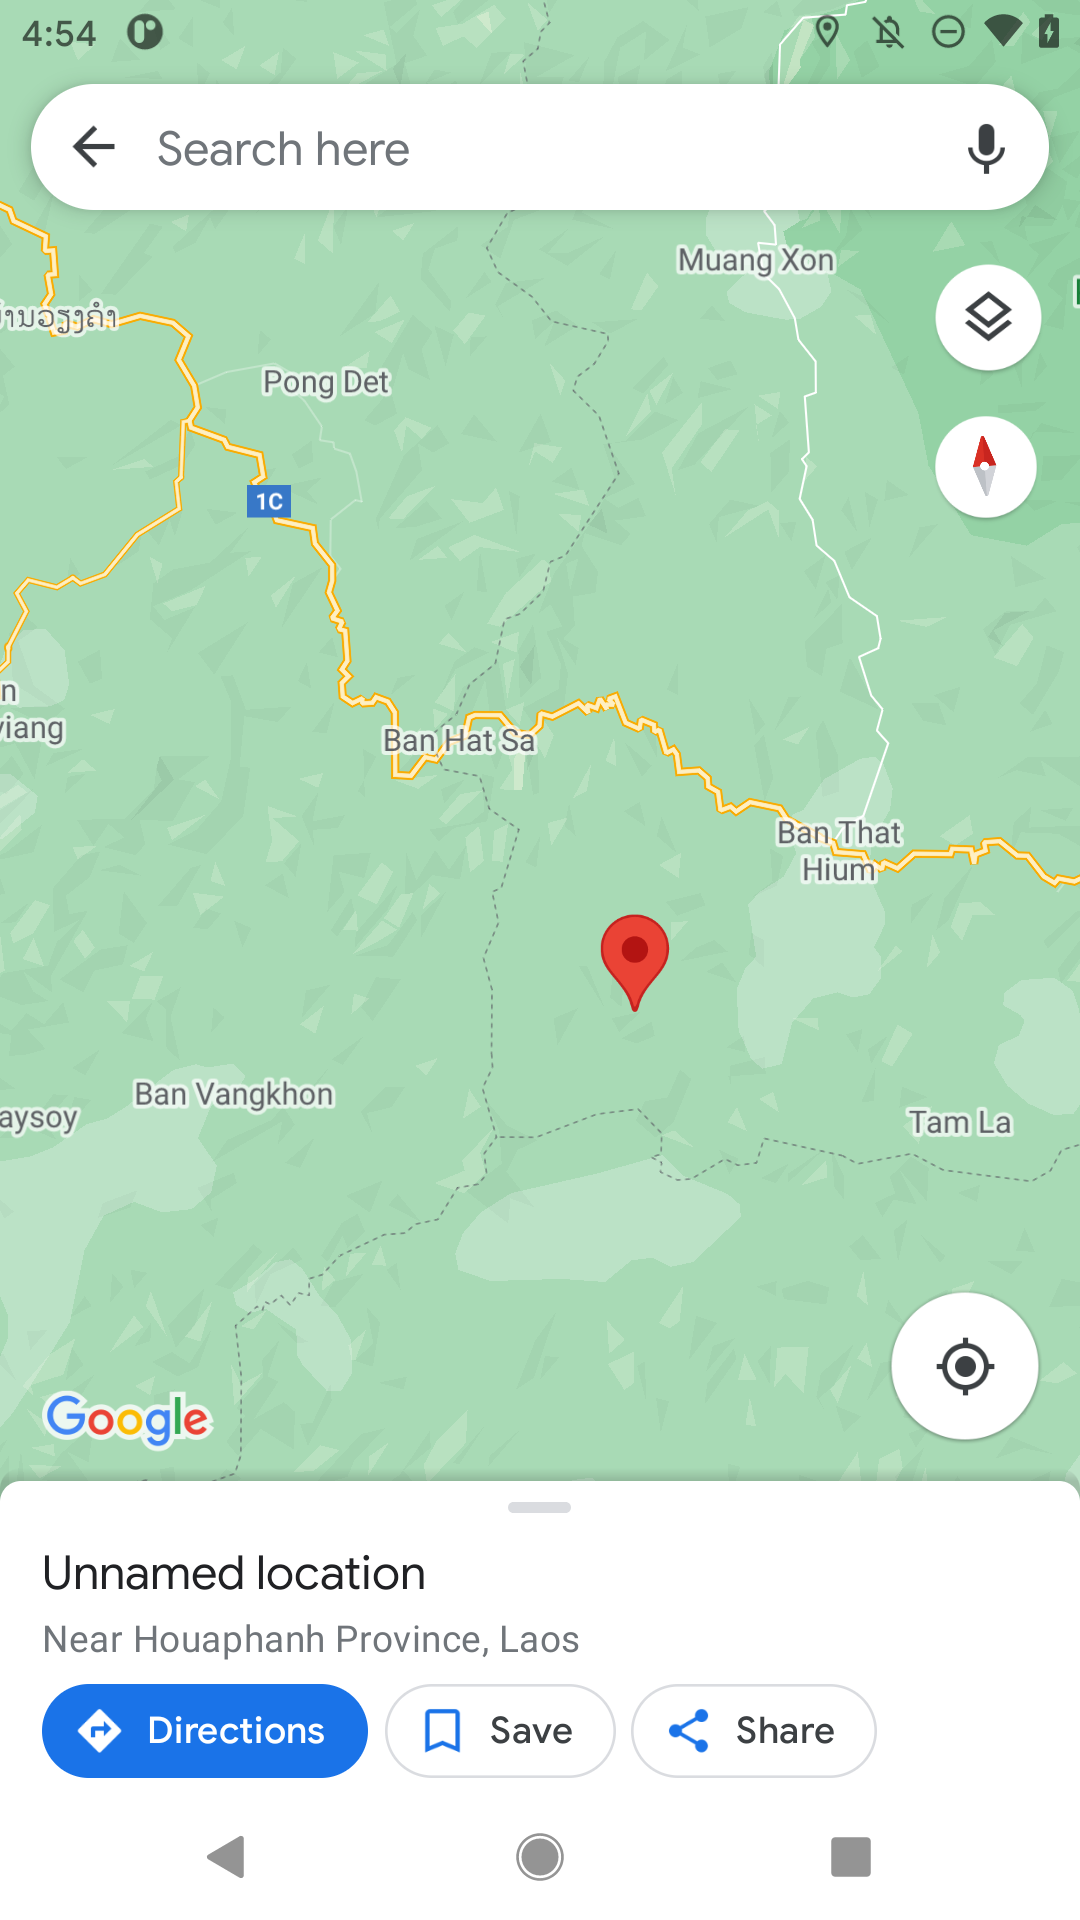 4:54
Search here
Muang Xon
ານວຽງຄໍາ
Pong Det
1C
n
viang
Ban Hat Sa
Ban That
Hium
Ban Vangkhon
aysoy
Tam La
Google
Unnamed location
Near Houaphanh Province, Laos
Directions
Save
Share